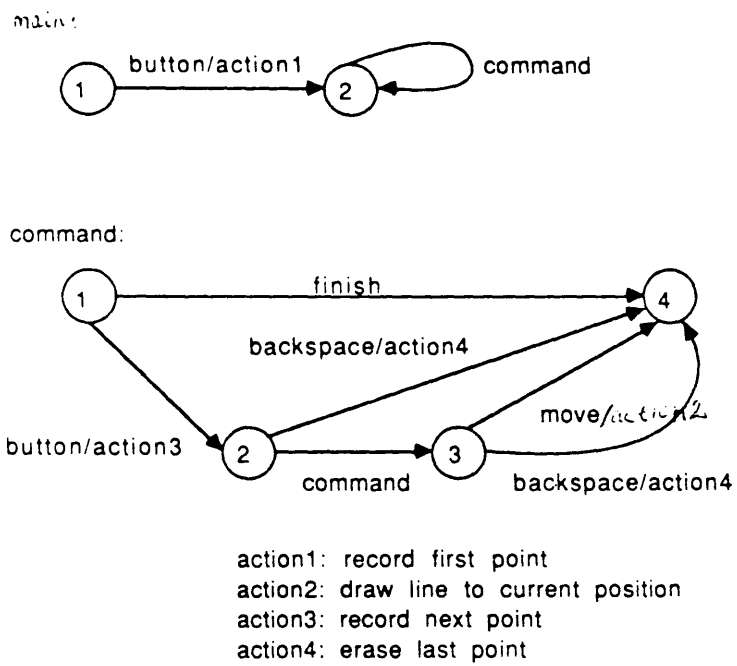 main:
button/action1
1
2
command
command:
1
finish
4
backspace/action4
move/action2
button/action3
2
3
command
backspace/action4
action1: record first point
action2: draw line to current position
action3: record next point
action4: erase last point